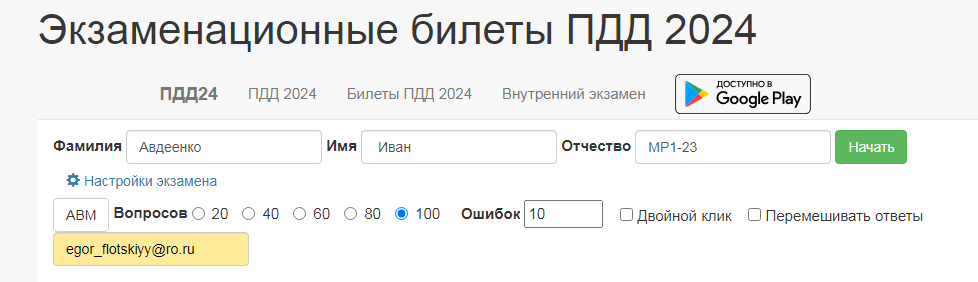 Экзаменационные билеты ПДД 2024
ПДД24 ПДД 2024 Билеты ПДД 2024 Внутренний экзамен ДОСТУПНО В Google Play
Фамилия Авдеенко Имя Иван Отчество МР1-23 Начать
Настройки экзамена
АВМ Вопросов 20 40 60 80 100 Ошибок 10 Двойной клик Перемешивать ответы
egor_flotskiyy@ro.ru